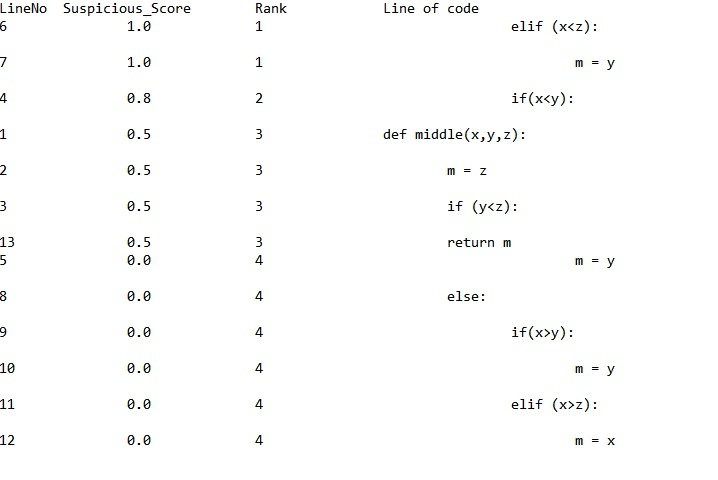 LineNo Suspicious_Score Rank Line of code
6 1.0 1 elif (x<z):
7 1.0 1 m = y
4 0.8 2 if(x<y):
1 0.5 3 def middle(x,y,z):
2 0.5 3 m = z
3 0.5 3 if (y<z):
13 0.5 3 return m
5 0.0 4 m = y
8 0.0 4 else:
9 0.0 4 if(x>y):
10 0.0 4 m = y
11 0.0 4 elif (x>z):
12 0.0 4 m = x